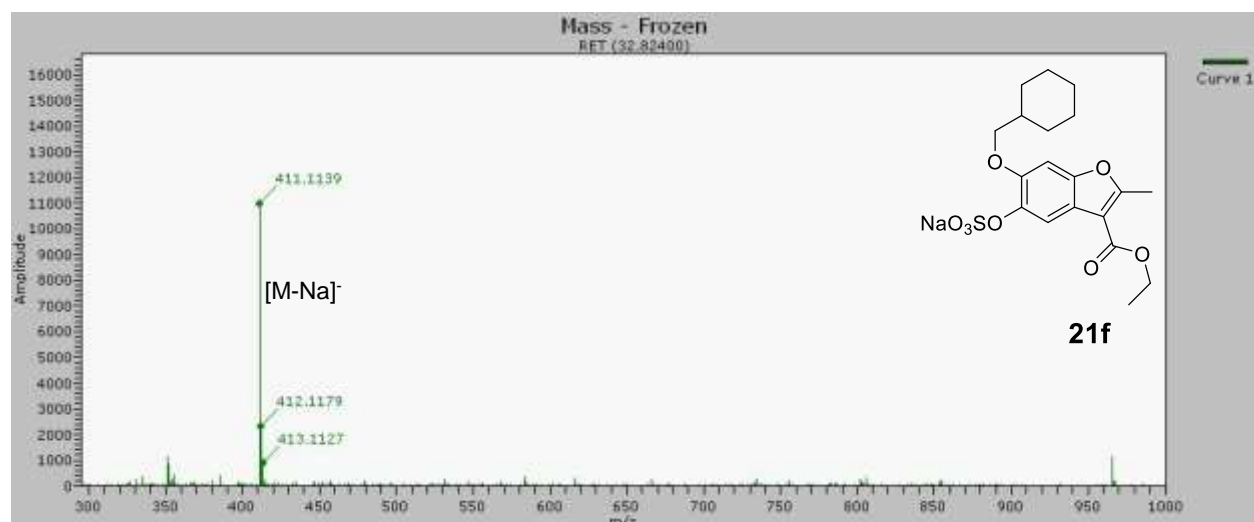 Mass - Frozen
RET (32.82400)
Curve 1
Amplitude
16000
15000
14000
13000
12000
11000
10000
9000
8000
7000
6000
5000
4000
3000
2000
1000
0
411.1139
[M-Na]-
412.1179
413.1127
O
O
NaO3SO
O
O
21f
300 350 400 450 500 550 600 650 700 750 800 850 900 950 1000
m/z